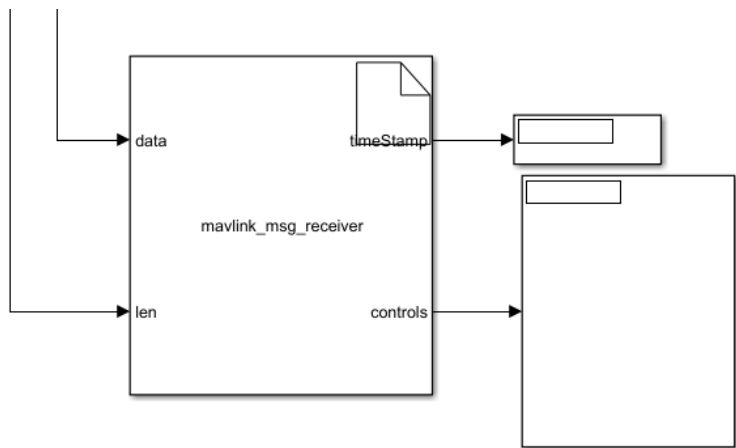 data
timeStamp
mavlink_msg_receiver
len
controls